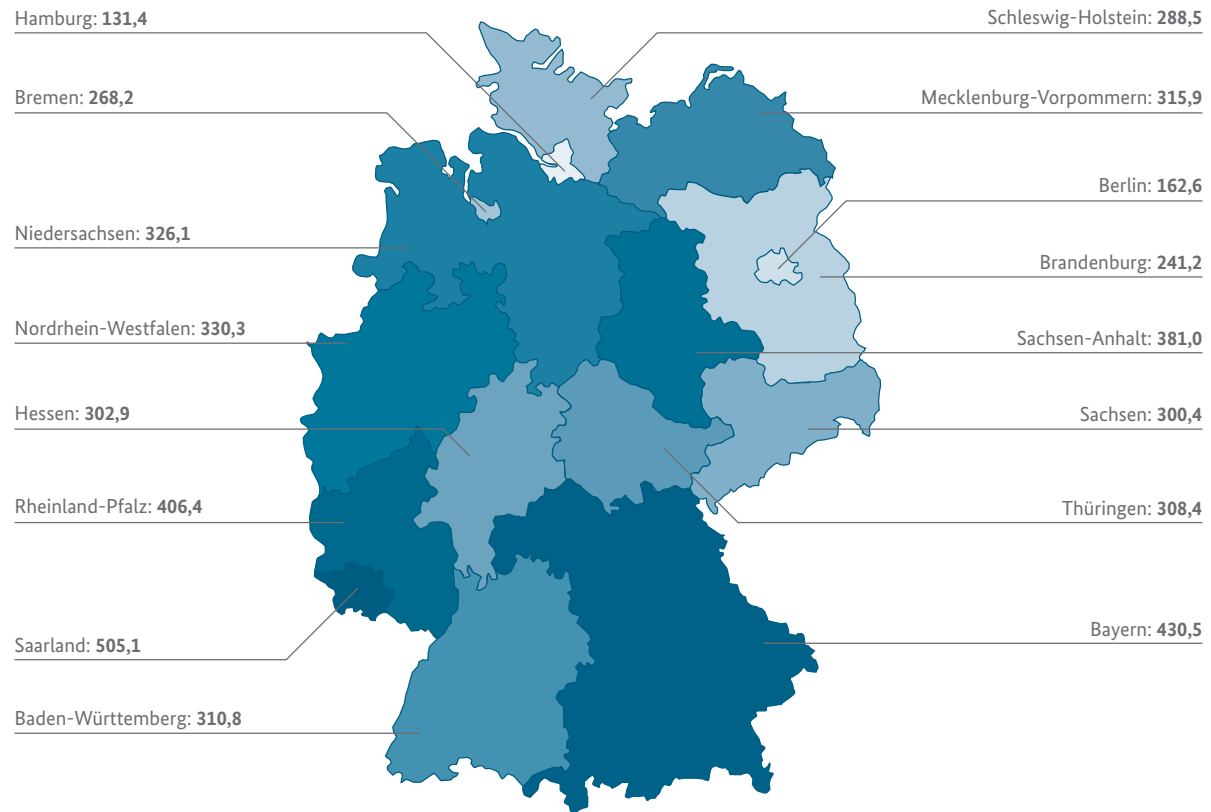 Hamburg: 131,4
Bremen: 268,2
Niedersachsen: 326,1
Nordrhein-Westfalen: 330,3
Hessen: 302,9
Rheinland-Pfalz: 406,4
Saarland: 505,1
Baden-Württemberg: 310,8
Schleswig-Holstein: 288,5
Mecklenburg-Vorpommern: 315,9
Berlin: 162,6
Brandenburg: 241,2
Sachsen-Anhalt: 381,0
Sachsen: 300,4
Thüringen: 308,4
Bayern: 430,5